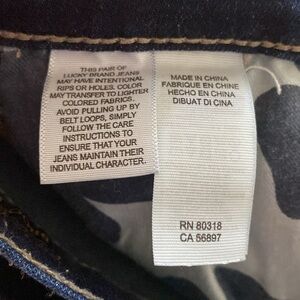 THIS PAIR OF
LUCKY BRAND JEANS
MAY HAVE INTENTIONAL
RIPS OR HOLES. COLOR
MAY TRANSFER TO LIGHTER
COLORED FABRICS.
AVOID PULLING UP BY
BELT LOOPS, SIMPLY
FOLLOW THE CARE
INSTRUCTIONS TO
ENSURE THAT YOUR
JEANS MAINTAIN THEIR
INDIVIDUAL CHARACTER.
MADE IN CHINA
FABRIQUE EN CHINE
HECHO EN CHINA
DIBUAT DI CINA
RN 80318
CA 56897